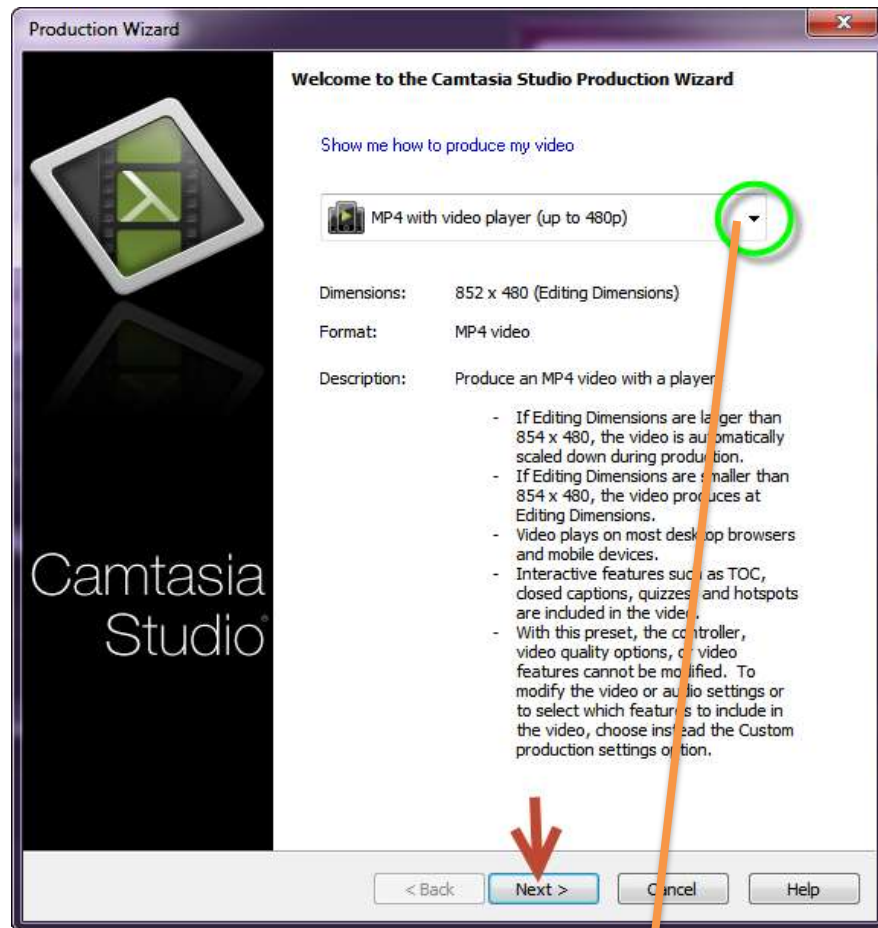 Production Wizard
Welcome to the Camtasia Studio Production Wizard
Show me how to produce my video
MP4 with video player (up to 480p)
Dimensions: 852 x 480 (Editing Dimensions)
Format: MP4 video
Description: Produce an MP4 video with a player
- If Editing Dimensions are larger than
854 x 480, the video is automatically
scaled down during production.
- If Editing Dimensions are smaller than
854 x 480, the video produces at
Editing Dimensions.
- Video plays on most desktop browsers
and mobile devices.
- Interactive features such as TOC,
closed captions, quizzes, and hotspots
are included in the video.
- With this preset, the controller,
video quality options, or video
features cannot be modified. To
modify the video or audio settings or
to select which features to include in
the video, choose instead the Custom
production settings option.
Camtasia
Studio®
< Back Next > Cancel Help